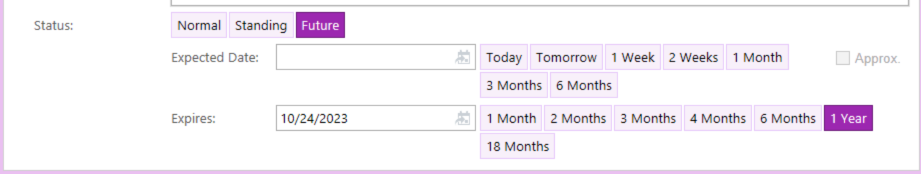 Status: Normal Standing Future
Expected Date: Today Tomorrow 1 Week 2 Weeks 1 Month Approx.
3 Months 6 Months
Expires: 10/24/2023 1 Month 2 Months 3 Months 4 Months 6 Months 1 Year
18 Months